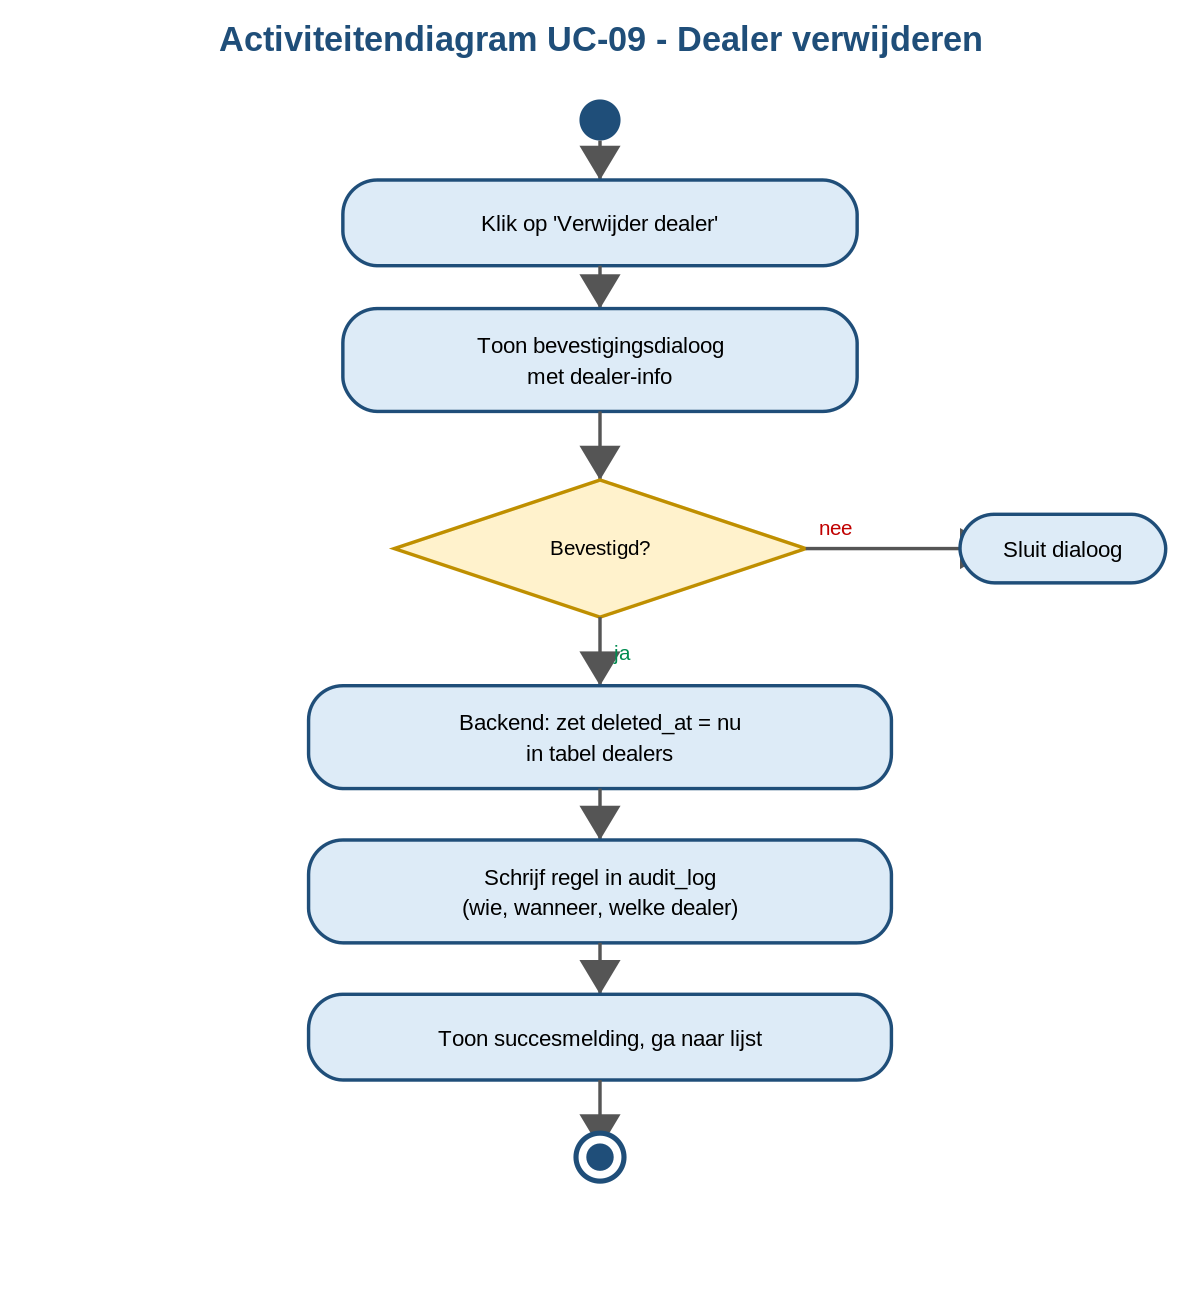 Activiteitendiagram UC-09 - Dealer verwijderen
Klik op 'Verwijder dealer'
Toon bevestigingsdialoog
met dealer-info
Bevestigd?
nee
Sluit dialoog
ja
Backend: zet deleted_at = nu
in tabel dealers
Schrijf regel in audit_log
(wie, wanneer, welke dealer)
Toon succesmelding, ga naar lijst